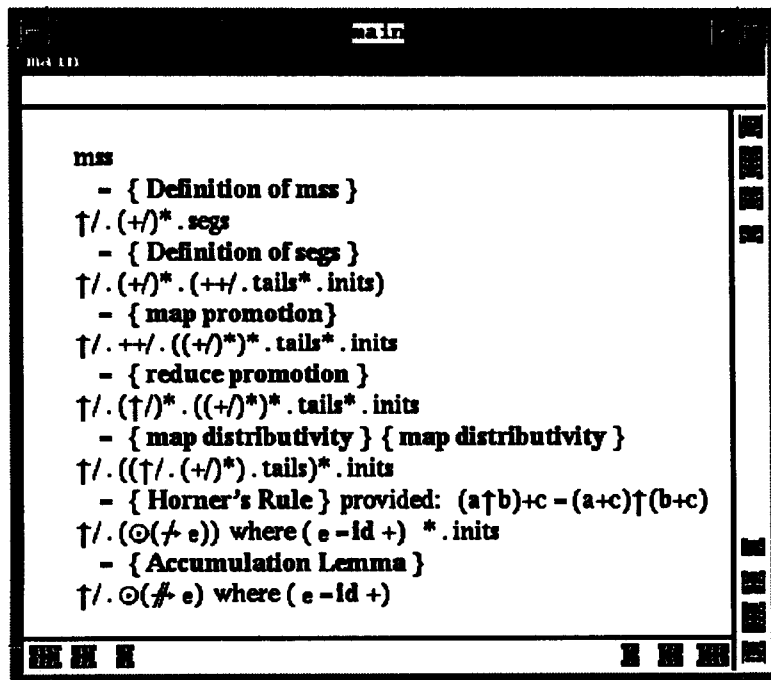 main
main
mss
= { Definition of mss }
↑/ . (+/)* . segs
= { Definition of segs }
↑/ . (+/)* . (++/ . tails* . inits)
= { map promotion}
↑/ . ++/ . ((+/)*)* . tails* . inits
= { reduce promotion }
↑/ . (↑/)* . ((+/)*)* . tails* . inits
= { map distributivity } { map distributivity }
↑/ . ((↑/ . (+/)*) . tails)* . inits
= { Horner's Rule } provided: (a↑b)+c = (a+c)↑(b+c)
↑/ . (⊙(⌿→ e)) where ( e = id +) * . inits
= { Accumulation Lemma }
↑/ . ⊙(⫽→ e) where ( e = id +)